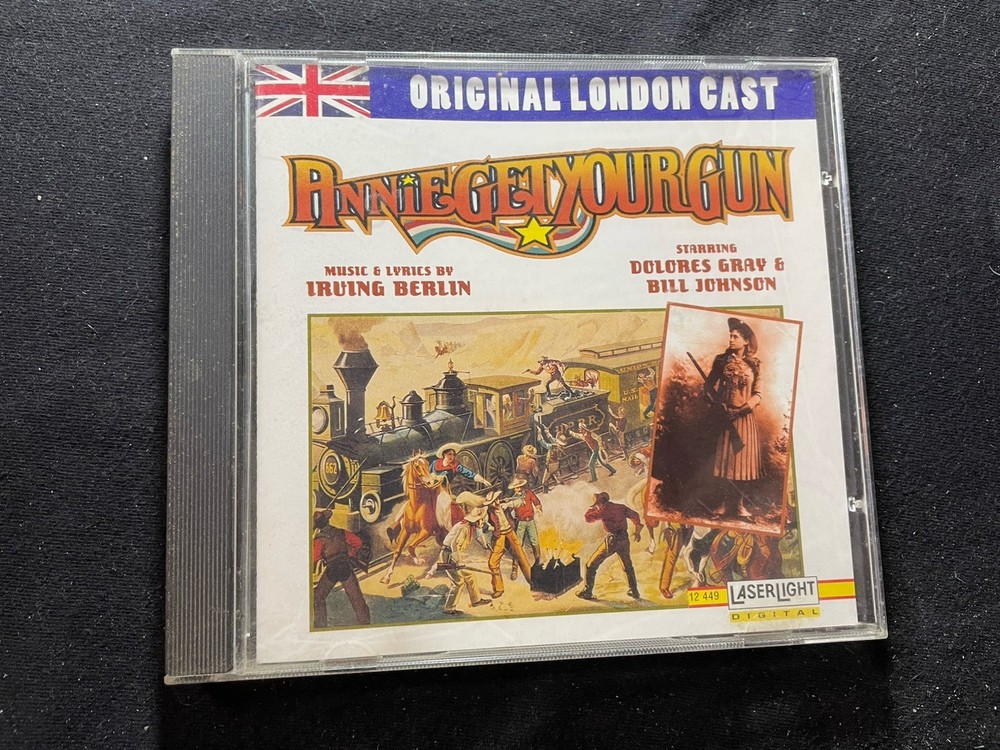 ORIGINAL LONDON CAST
ANNIE GET YOUR GUN
MUSIC & LYRICS BY
IRVING BERLIN
STARRING
DOLORES GRAY &
BILL JOHNSON
662
U.S.
MAIL
12 449
LASERLIGHT
DIGITAL